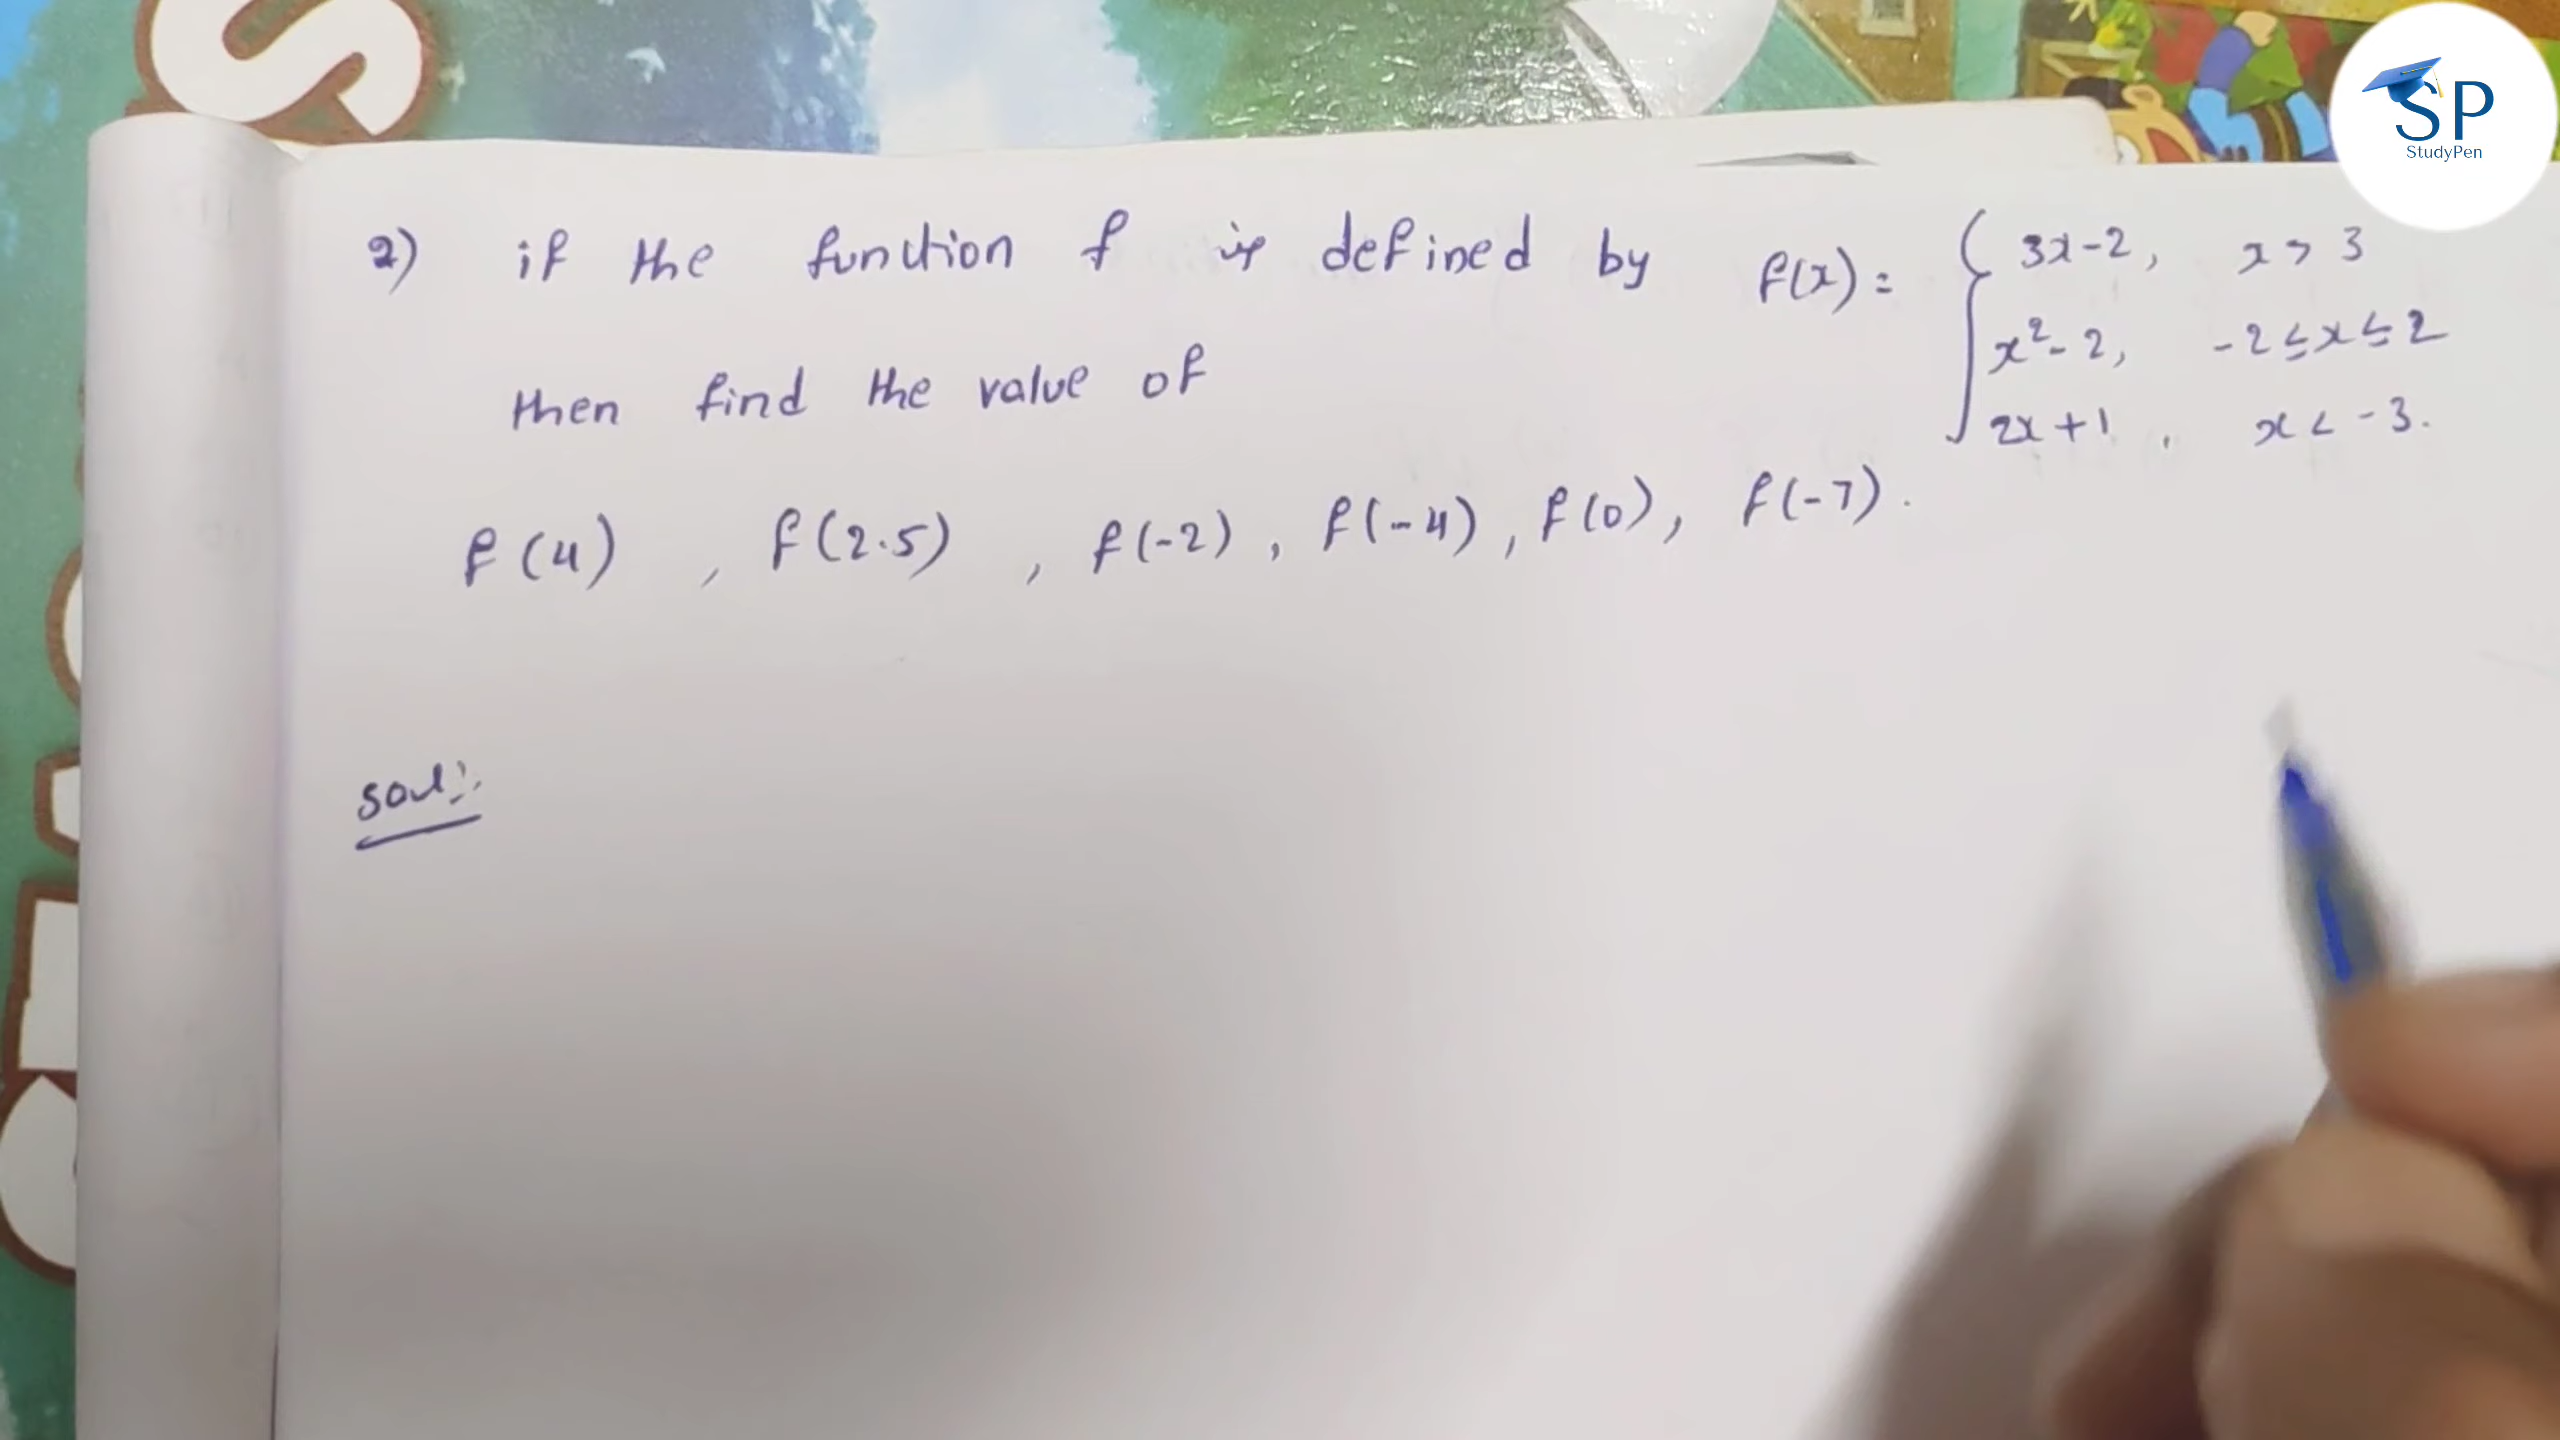 SP
StudyPen
2) if the function f is defined by f(x) = { 3x-2, x > 3
x²-2, -2 ≤ x ≤ 2
then find the value of
2x+1, x < -3.
f(4), f(2.5), f(-2), f(-4), f(0), f(-7).